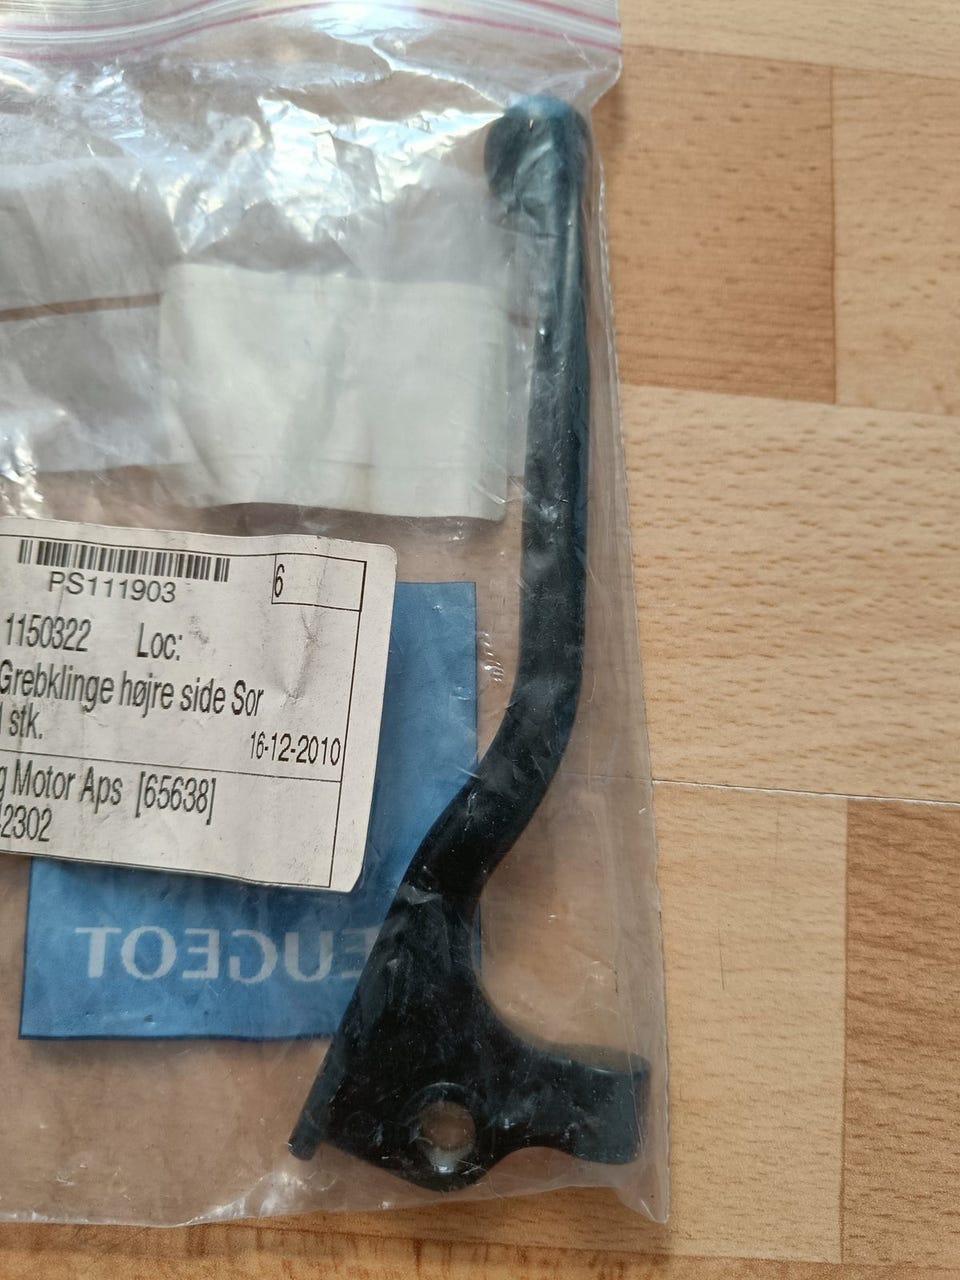 6
PS111903
1150322 Loc:
Grebklinge højre side Sor
stk.
16-12-2010
g Motor Aps [65638]
2302
EUGEOT